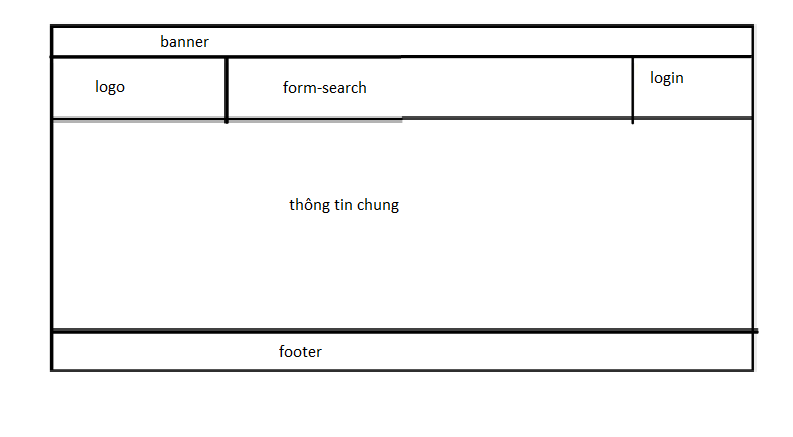 banner
logo
form-search
login
thông tin chung
footer